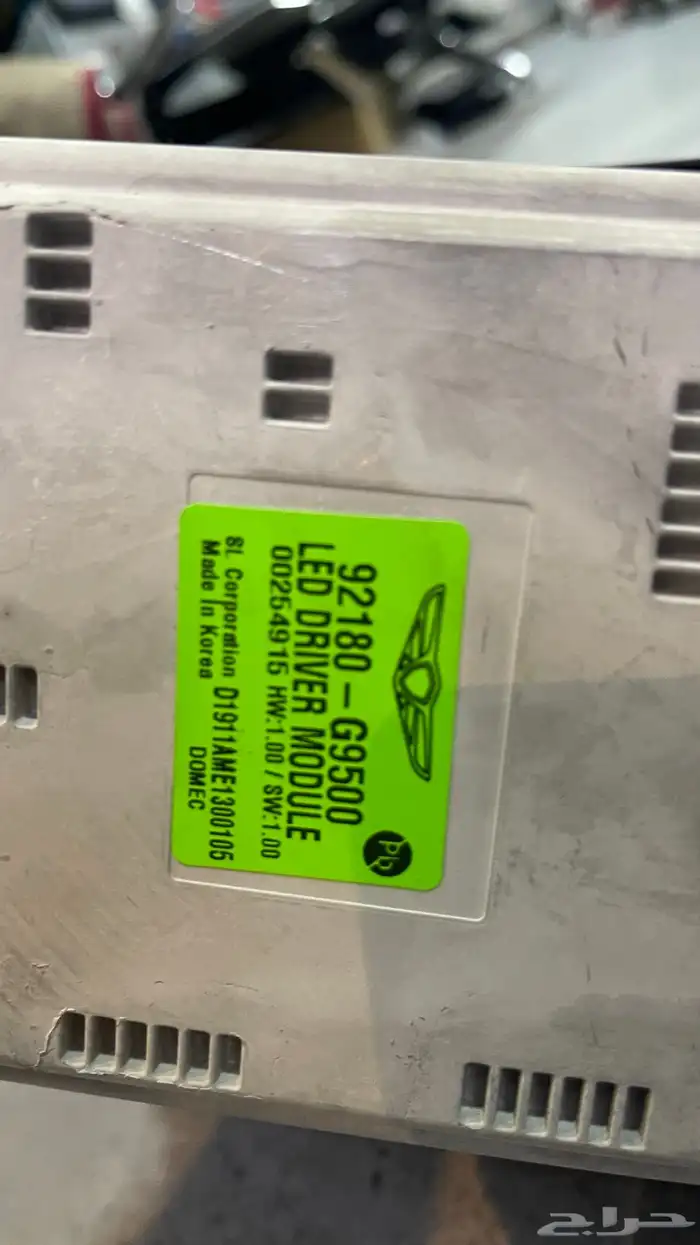 92180-G9500
LED DRIVER MODULE
00254915 HW:1.00 / SW:1.00
SL Corporation D1911AME1300105
Made In Korea DOMEC
Pb
حراج